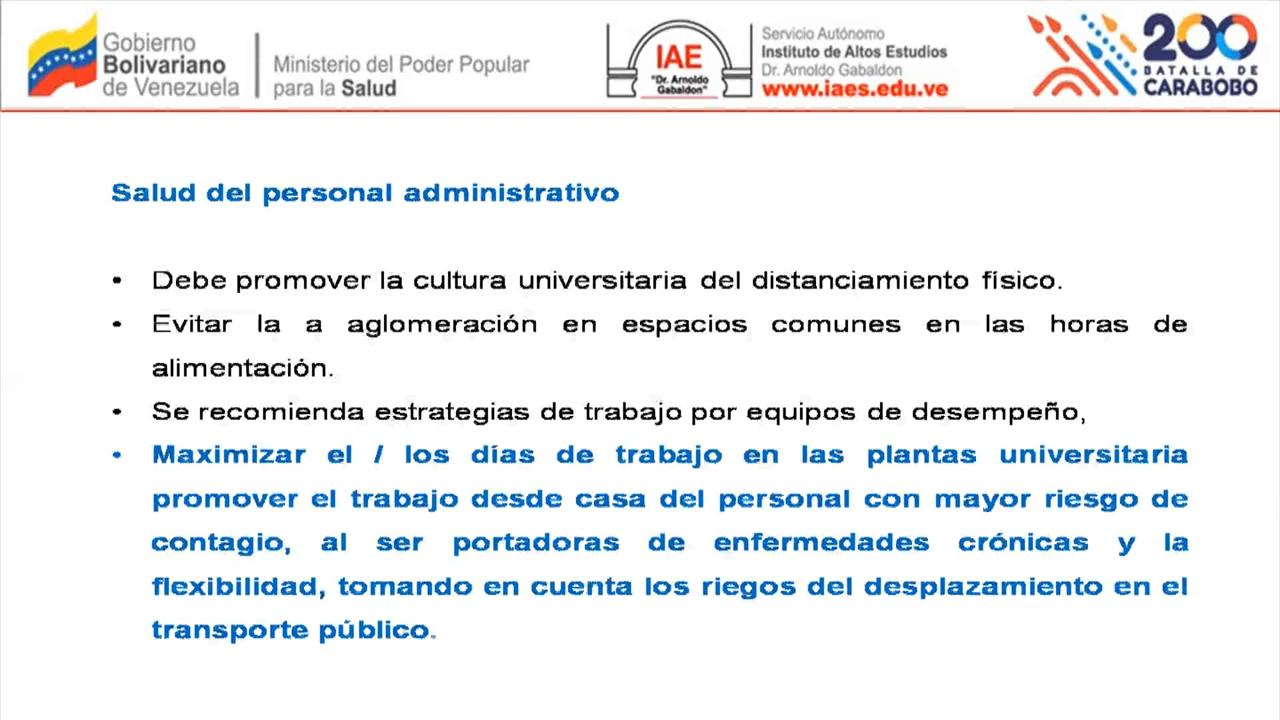 Gobierno
Bolivariano
de Venezuela
Ministerio del Poder Popular
para la Salud
IAE
"Dr. Arnoldo
Gabaldon"
Servicio Autónomo
Instituto de Altos Estudios
Dr. Arnoldo Gabaldon
www.iaes.edu.ve
200
BATALLA DE
CARABOBO
Salud del personal administrativo
• Debe promover la cultura universitaria del distanciamiento físico.
• Evitar la a aglomeración en espacios comunes en las horas de
alimentación.
• Se recomienda estrategias de trabajo por equipos de desempeño,
• Maximizar el / los días de trabajo en las plantas universitaria
promover el trabajo desde casa del personal con mayor riesgo de
contagio, al ser portadoras de enfermedades crónicas y la
flexibilidad, tomando en cuenta los riegos del desplazamiento en el
transporte público.